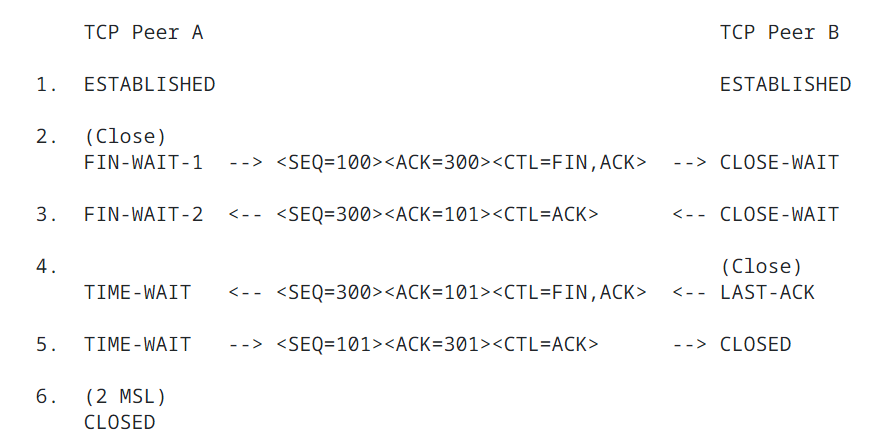 TCP Peer A                                           TCP Peer B
1.  ESTABLISHED                                          ESTABLISHED
2.  (Close)
FIN-WAIT-1  --> <SEQ=100><ACK=300><CTL=FIN,ACK>  --> CLOSE-WAIT
3.  FIN-WAIT-2  <-- <SEQ=300><ACK=101><CTL=ACK>      <-- CLOSE-WAIT
4.                                                       (Close)
TIME-WAIT   <-- <SEQ=300><ACK=101><CTL=FIN,ACK>  <-- LAST-ACK
5.  TIME-WAIT   --> <SEQ=101><ACK=301><CTL=ACK>      --> CLOSED
6.  (2 MSL)
CLOSED